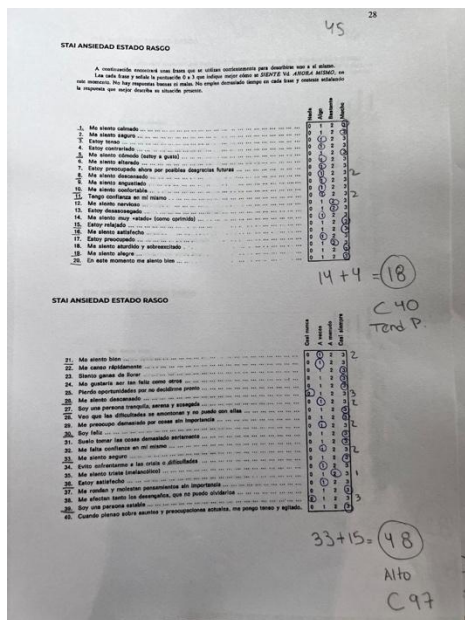 28
45
STAI ANSIEDAD ESTADO RASGO
A continuación encontrará unas frases que se utilizan corrientemente para describirse uno a sí mismo.
Lea cada frase y señale la puntuación 0 a 3 que indique mejor cómo se SIENTE Vd. AHORA MISMO, en
este momento. No hay respuestas buenas ni malas. No emplee demasiado tiempo en cada frase y conteste señalando
la respuesta que mejor describa su situación presente.
Nada Algo Bastante Mucho
1. Me siento calmado
2. Me siento seguro
3. Estoy tenso
4. Estoy contrariado
5. Me siento cómodo (estoy a gusto)
6. Me siento alterado
7. Estoy preocupado ahora por posibles desgracias futuras
8. Me siento descansado
9. Me siento angustiado
10. Me siento confortable
11. Tengo confianza en mí mismo
12. Me siento nervioso
13. Estoy desasosegado
14. Me siento muy «atado» (como oprimido)
15. Estoy relajado
16. Me siento satisfecho
17. Estoy preocupado
18. Me siento aturdido y sobreexcitado
19. Me siento alegre
20. En este momento me siento bien
14 + 4 = 18
C 40
Tend P.
STAI ANSIEDAD ESTADO RASGO
Casi nunca A veces A menudo Casi siempre
21. Me siento bien
22. Me canso rápidamente
23. Siento ganas de llorar
24. Me gustaría ser tan feliz como otros
25. Pierdo oportunidades por no decidirme pronto
26. Me siento descansado
27. Soy una persona tranquila, serena y sosegada
28. Veo que las dificultades se amontonan y no puedo con ellas
29. Me preocupo demasiado por cosas sin importancia
30. Soy feliz
31. Suelo tomar las cosas demasiado seriamente
32. Me falta confianza en mí mismo
33. Me siento seguro
34. Evito enfrentarme a las crisis o dificultades
35. Me siento triste (melancólico)
36. Estoy satisfecho
37. Me rondan y molestan pensamientos sin importancia
38. Me afectan tanto los desengaños, que no puedo olvidarlos
39. Soy una persona estable
40. Cuando pienso sobre asuntos y preocupaciones actuales, me pongo tenso y agitado.
33+15= 48
Alto
C 97